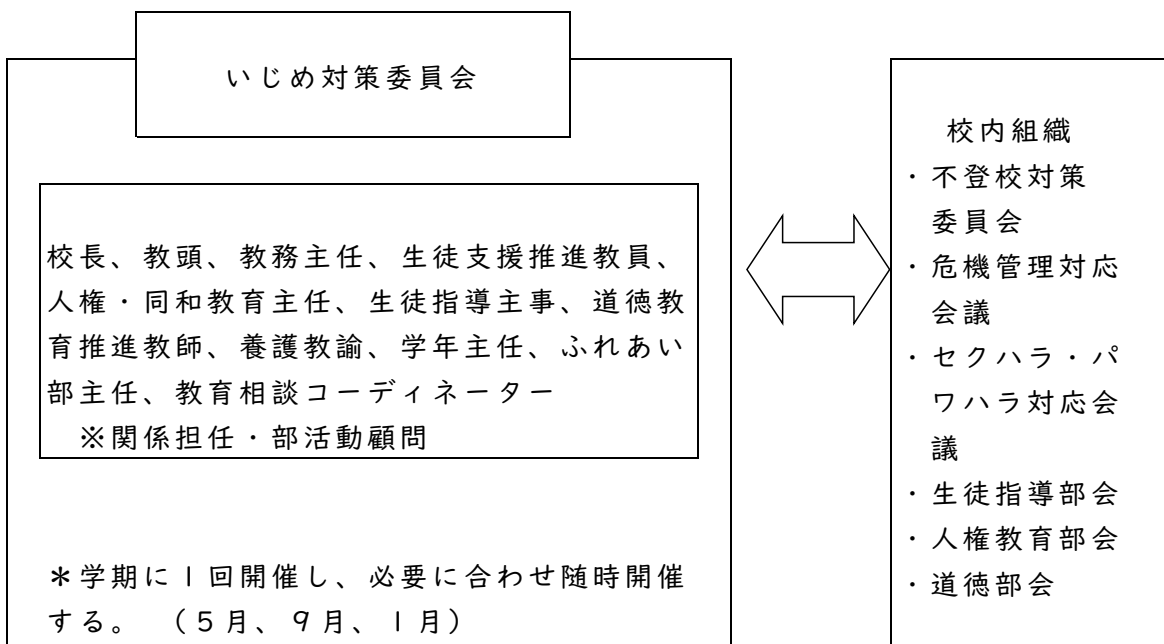 いじめ対策委員会
校長、教頭、教務主任、生徒支援推進教員、
人権・同和教育主任、生徒指導主事、道徳教
育推進教師、養護教諭、学年主任、ふれあい
部主任、教育相談コーディネーター
※関係担任・部活動顧問
＊学期に１回開催し、必要に合わせ随時開催
する。　（５月、９月、１月）
校内組織
・不登校対策
委員会
・危機管理対応
会議
・セクハラ・パ
ワハラ対応会
議
・生徒指導部会
・人権教育部会
・道徳部会